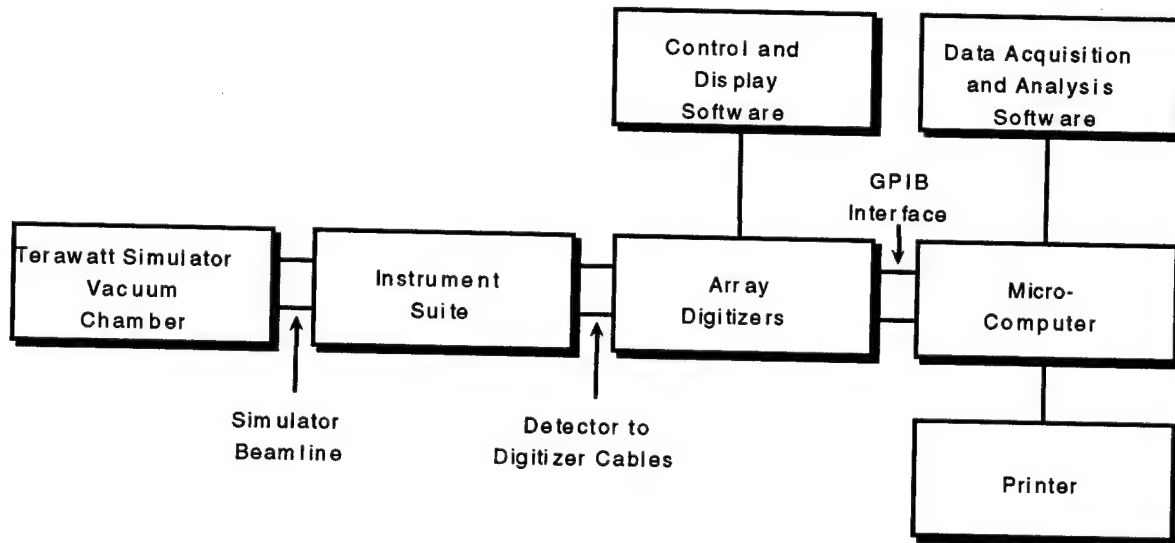 Control and
Display
Software
Data Acquisition
and Analysis
Software
GPIB
Interface
Terawatt Simulator
Vacuum
Chamber
Instrument
Suite
Array
Digitizers
Micro-
Computer
Simulator
Beamline
Detector to
Digitizer Cables
Printer